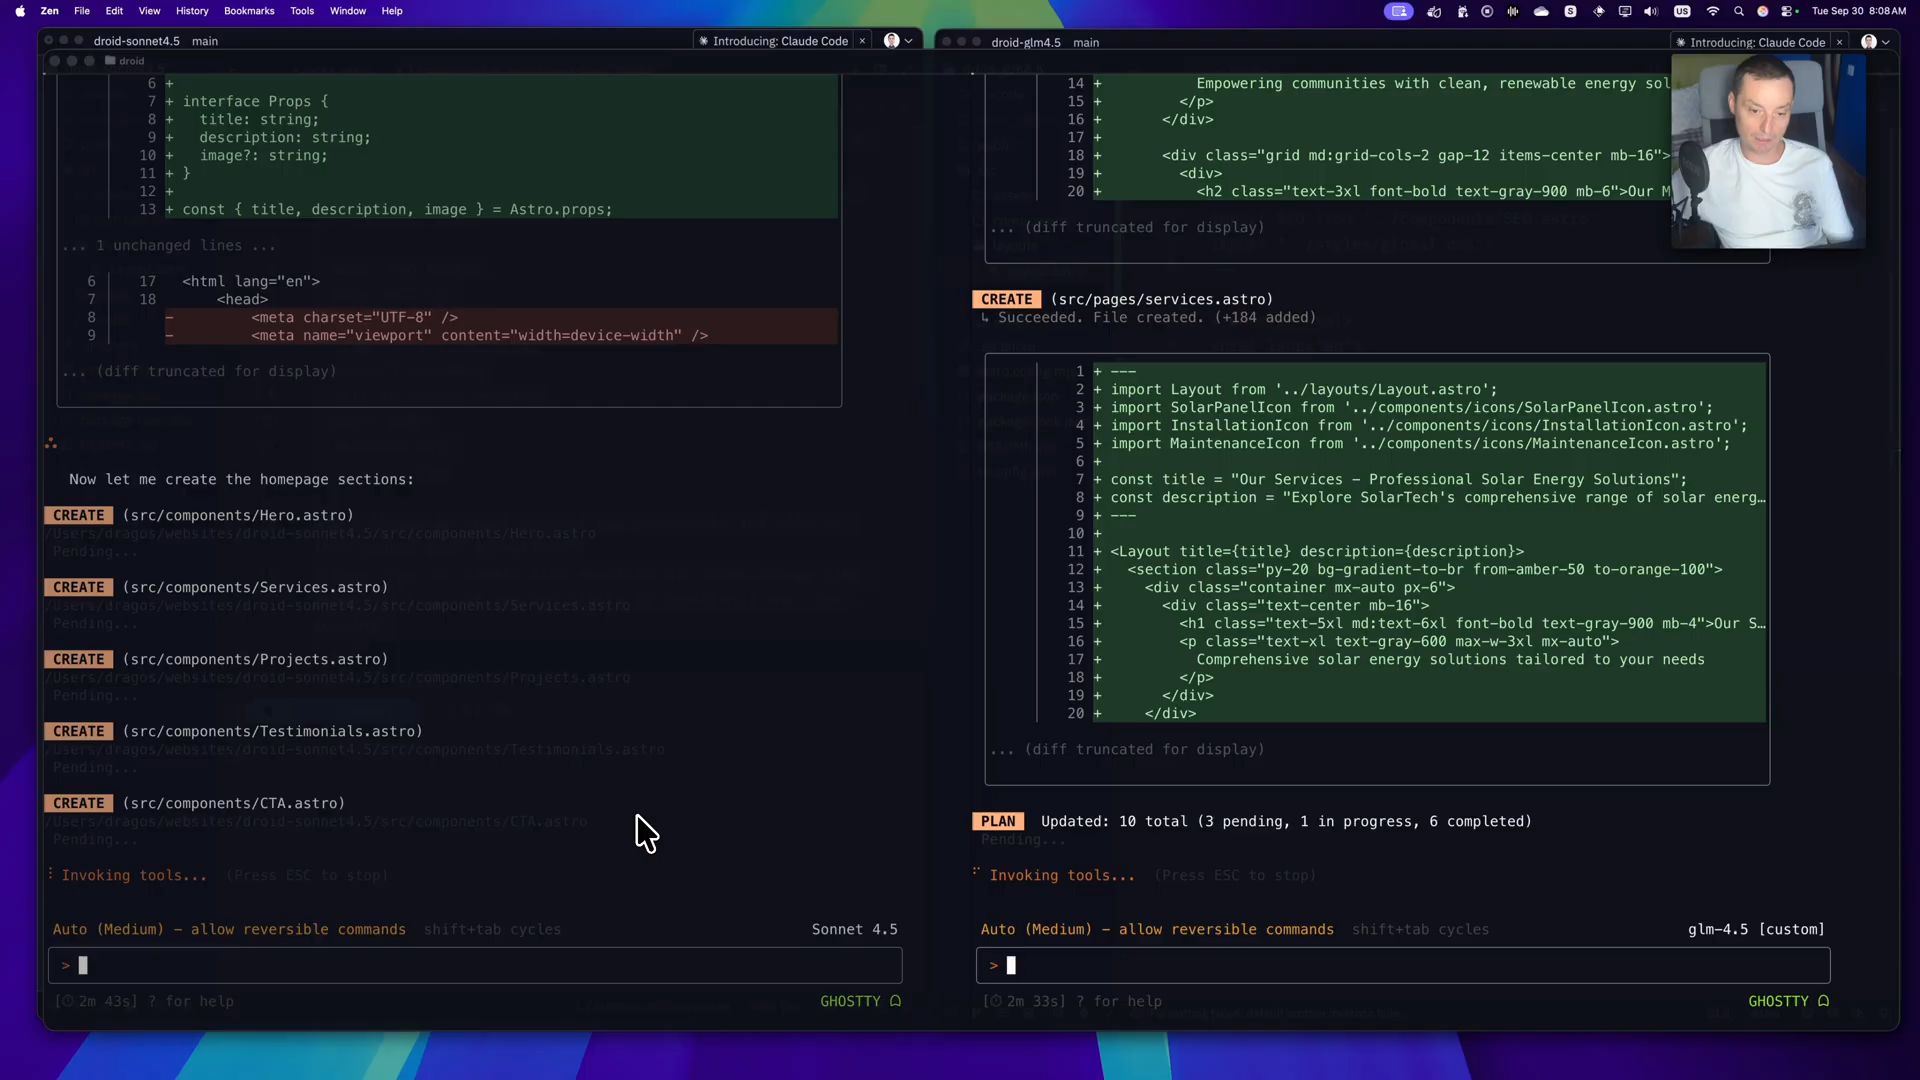 Zen File Edit View History Bookmarks Tools Window Help
S US Tue Sep 30 8:08 AM
droid-sonnet4.5 main
Introducing: Claude Code ×
droid
6 +
7 + interface Props {
8 + title: string;
9 + description: string;
10 + image?: string;
11 + }
12 +
13 + const { title, description, image } = Astro.props;
... 1 unchanged lines ...
6 17 <html lang="en">
7 18 <head>
8 - <meta charset="UTF-8" />
9 - <meta name="viewport" content="width=device-width" />
... (diff truncated for display)
Now let me create the homepage sections:
CREATE (src/components/Hero.astro)
/Users/dragos/websites/droid-sonnet4.5/src/components/Hero.astro
Pending...
CREATE (src/components/Services.astro)
/Users/dragos/websites/droid-sonnet4.5/src/components/Services.astro
Pending...
CREATE (src/components/Projects.astro)
/Users/dragos/websites/droid-sonnet4.5/src/components/Projects.astro
Pending...
CREATE (src/components/Testimonials.astro)
/Users/dragos/websites/droid-sonnet4.5/src/components/Testimonials.astro
Pending...
CREATE (src/components/CTA.astro)
/Users/dragos/websites/droid-sonnet4.5/src/components/CTA.astro
Pending...
Invoking tools... (Press ESC to stop)
Auto (Medium) - allow reversible commands shift+tab cycles Sonnet 4.5
>
[⏱ 2m 43s] ? for help GHOSTTY
droid-glm4.5 main
Introducing: Claude Code ×
14 + Empowering communities with clean, renewable energy sol
15 + </p>
16 + </div>
17 +
18 + <div class="grid md:grid-cols-2 gap-12 items-center mb-16">
19 + <div>
20 + <h2 class="text-3xl font-bold text-gray-900 mb-6">Our M
... (diff truncated for display)
CREATE (src/pages/services.astro)
↳ Succeeded. File created. (+184 added)
1 + ---
2 + import Layout from '../layouts/Layout.astro';
3 + import SolarPanelIcon from '../components/icons/SolarPanelIcon.astro';
4 + import InstallationIcon from '../components/icons/InstallationIcon.astro';
5 + import MaintenanceIcon from '../components/icons/MaintenanceIcon.astro';
6 +
7 + const title = "Our Services - Professional Solar Energy Solutions";
8 + const description = "Explore SolarTech's comprehensive range of solar energ…
9 + ---
10 +
11 + <Layout title={title} description={description}>
12 + <section class="py-20 bg-gradient-to-br from-amber-50 to-orange-100">
13 + <div class="container mx-auto px-6">
14 + <div class="text-center mb-16">
15 + <h1 class="text-5xl md:text-6xl font-bold text-gray-900 mb-4">Our S…
16 + <p class="text-xl text-gray-600 max-w-3xl mx-auto">
17 + Comprehensive solar energy solutions tailored to your needs
18 + </p>
19 + </div>
20 + </div>
... (diff truncated for display)
PLAN Updated: 10 total (3 pending, 1 in progress, 6 completed)
Pending...
Invoking tools... (Press ESC to stop)
Auto (Medium) - allow reversible commands shift+tab cycles glm-4.5 [custom]
>
[⏱ 2m 33s] ? for help GHOSTTY